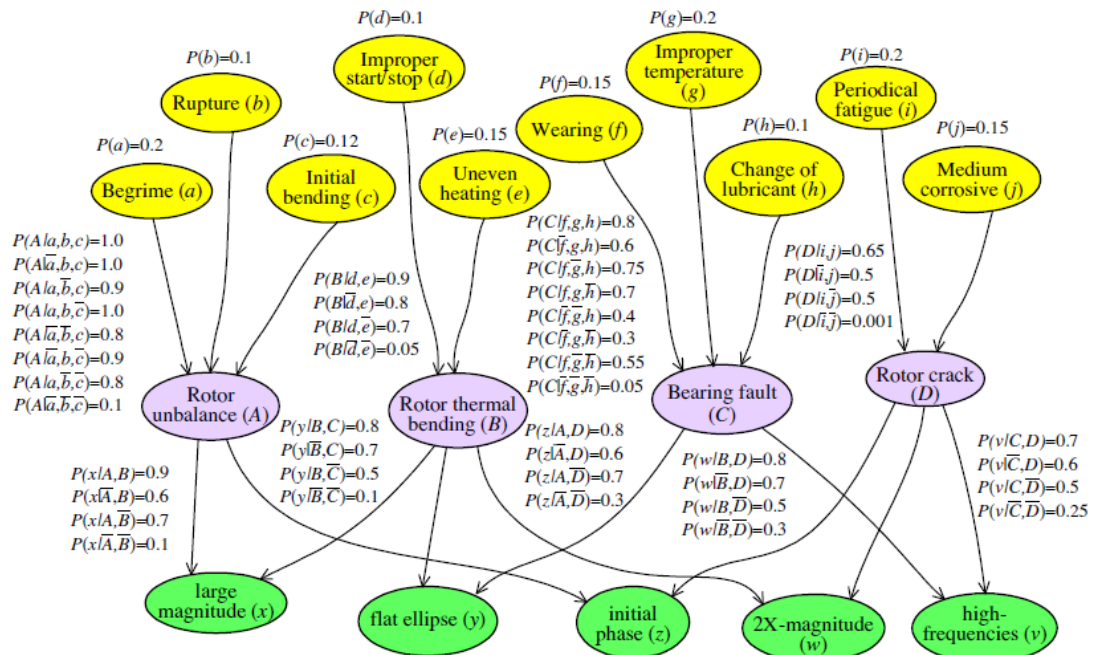 P(d)=0.1
Improper
start/stop (d)
P(g)=0.2
Improper
temperature
(g)
P(b)=0.1
Rupture (b)
P(f)=0.15
Wearing (f)
P(i)=0.2
Periodical
fatigue (i)
P(a)=0.2
Begrime (a)
P(c)=0.12
Initial
bending (c)
P(e)=0.15
Uneven
heating (e)
P(h)=0.1
Change of
lubricant (h)
P(j)=0.15
Medium
corrosive (j)
P(A|a,b,c)=1.0
P(A|a̅,b,c)=1.0
P(A|a,b̅,c)=0.9
P(A|a,b,c̅)=1.0
P(A|a̅,b̅,c)=0.8
P(A|a̅,b,c̅)=0.9
P(A|a,b̅,c̅)=0.8
P(A|a̅,b̅,c̅)=0.1
P(B|d,e)=0.9
P(B|d̅,e)=0.8
P(B|d,e̅)=0.7
P(B|d̅,e̅)=0.05
P(C|f,g,h)=0.8
P(C|f̅,g,h)=0.6
P(C|f,g̅,h)=0.75
P(C|f,g,h̅)=0.7
P(C|f̅,g̅,h)=0.4
P(C|f̅,g,h̅)=0.3
P(C|f,g̅,h̅)=0.55
P(C|f̅,g̅,h̅)=0.05
P(D|i,j)=0.65
P(D|i̅,j)=0.5
P(D|i,j̅)=0.5
P(D|i̅,j̅)=0.001
Rotor
unbalance (A)
Rotor thermal
bending (B)
Bearing fault
(C)
Rotor crack
(D)
P(x|A,B)=0.9
P(x|A̅,B)=0.6
P(x|A,B̅)=0.7
P(x|A̅,B̅)=0.1
P(y|B,C)=0.8
P(y|B̅,C)=0.7
P(y|B,C̅)=0.5
P(y|B̅,C̅)=0.1
P(z|A,D)=0.8
P(z|A̅,D)=0.6
P(z|A,D̅)=0.7
P(z|A̅,D̅)=0.3
P(w|B,D)=0.8
P(w|B̅,D)=0.7
P(w|B,D̅)=0.5
P(w|B̅,D̅)=0.3
P(v|C,D)=0.7
P(v|C̅,D)=0.6
P(v|C,D̅)=0.5
P(v|C̅,D̅)=0.25
large
magnitude (x)
flat ellipse (y)
initial
phase (z)
2X-magnitude
(w)
high-
frequencies (v)